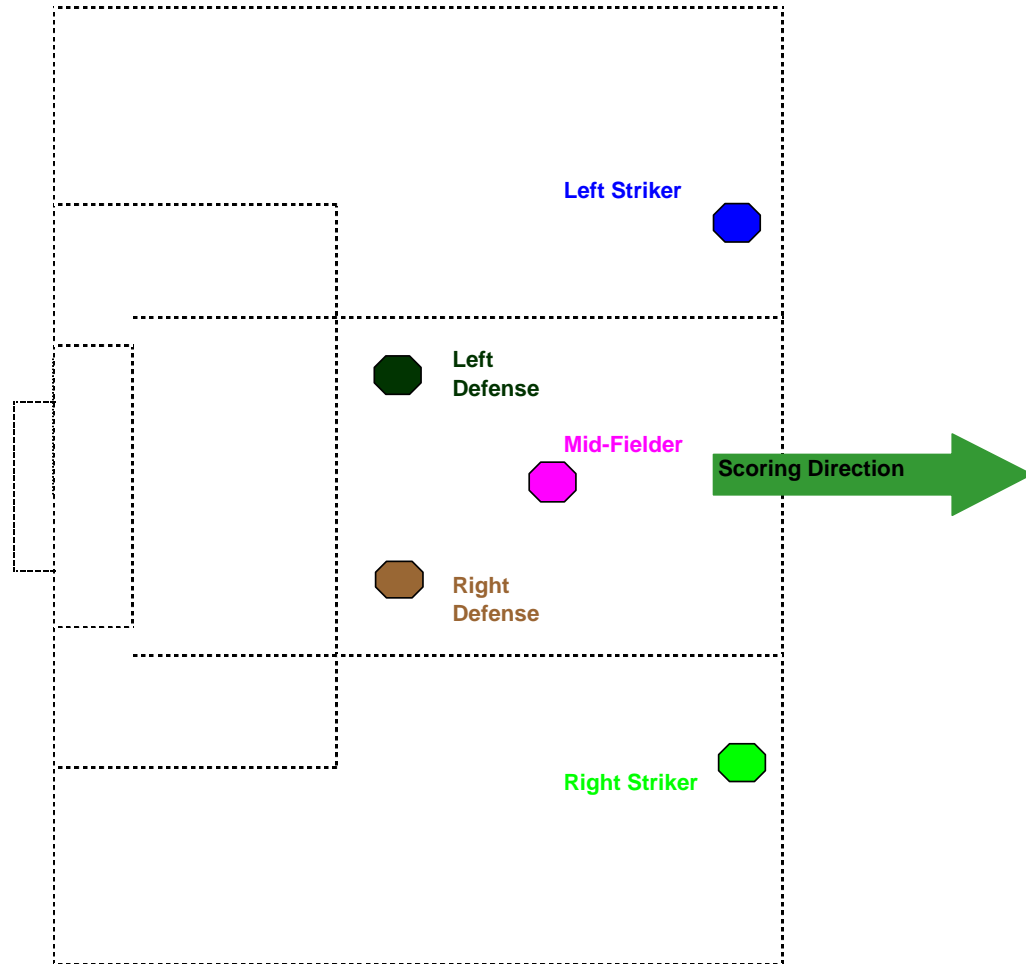 Left Striker
Left
Defense
Mid-Fielder
Scoring Direction
Right
Defense
Right Striker